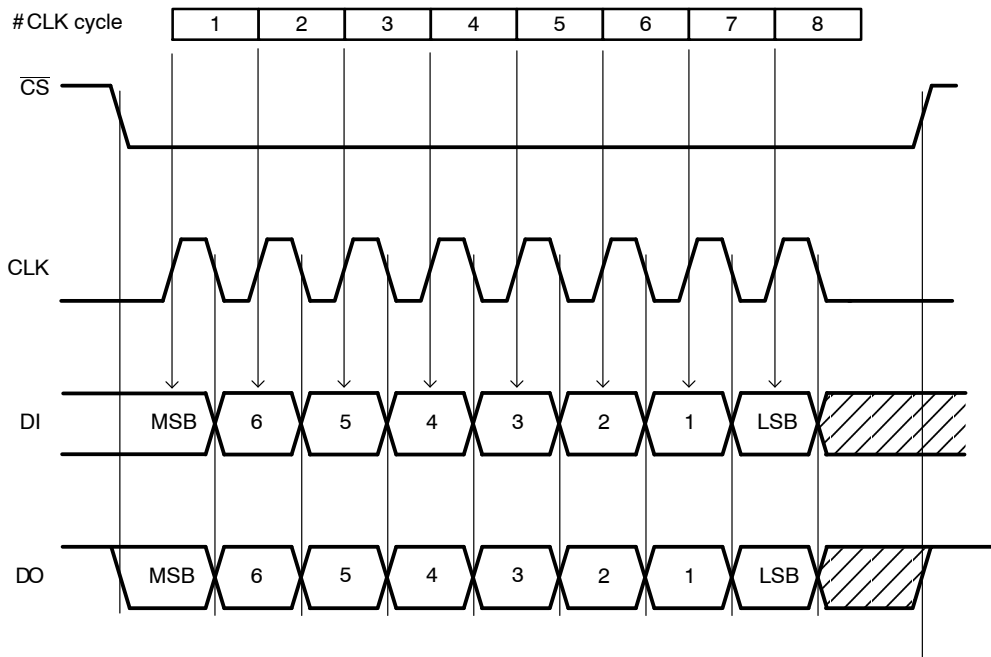 #CLK cycle 1 2 3 4 5 6 7 8
CS
CLK
DI MSB 6 5 4 3 2 1 LSB
DO MSB 6 5 4 3 2 1 LSB